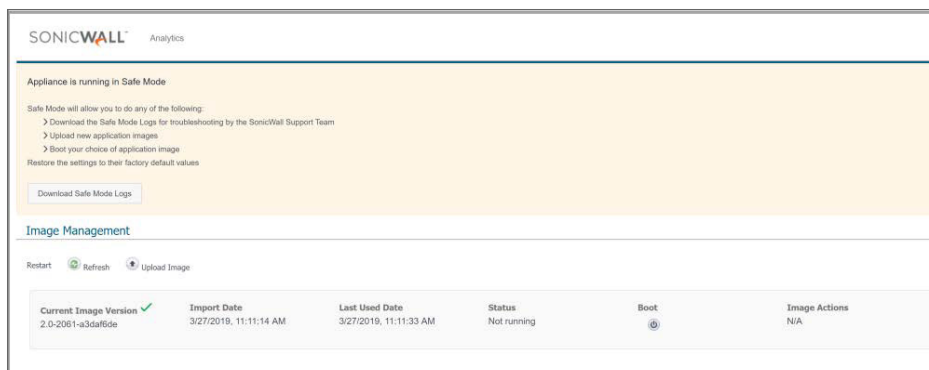 SONICWALL Analytics
Appliance is running in Safe Mode
Safe Mode will allow you to do any of the following:
Download the Safe Mode Logs for troubleshooting by the SonicWall Support Team
Upload new application images
Boot your choice of application image
Restore the settings to their factory default values
Download Safe Mode Logs
Image Management
Restart Refresh Upload Image
Current Image Version Import Date Last Used Date Status Boot Image Actions
2.0-2061-a3daf6de 3/27/2019, 11:11:14 AM 3/27/2019, 11:11:33 AM Not running N/A